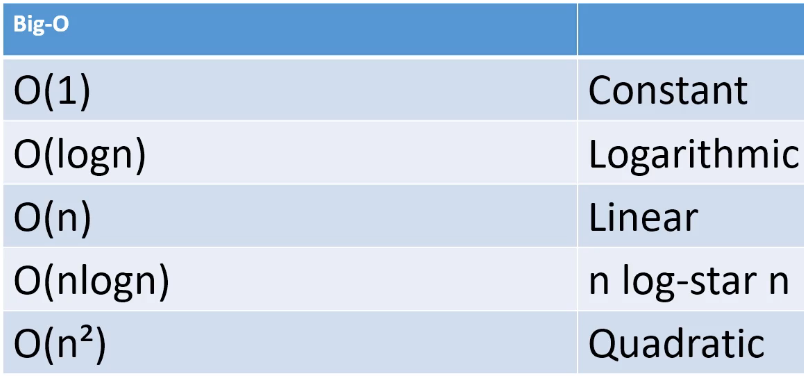 Big-O
O(1) Constant
O(logn) Logarithmic
O(n) Linear
O(nlogn) n log-star n
O(n²) Quadratic